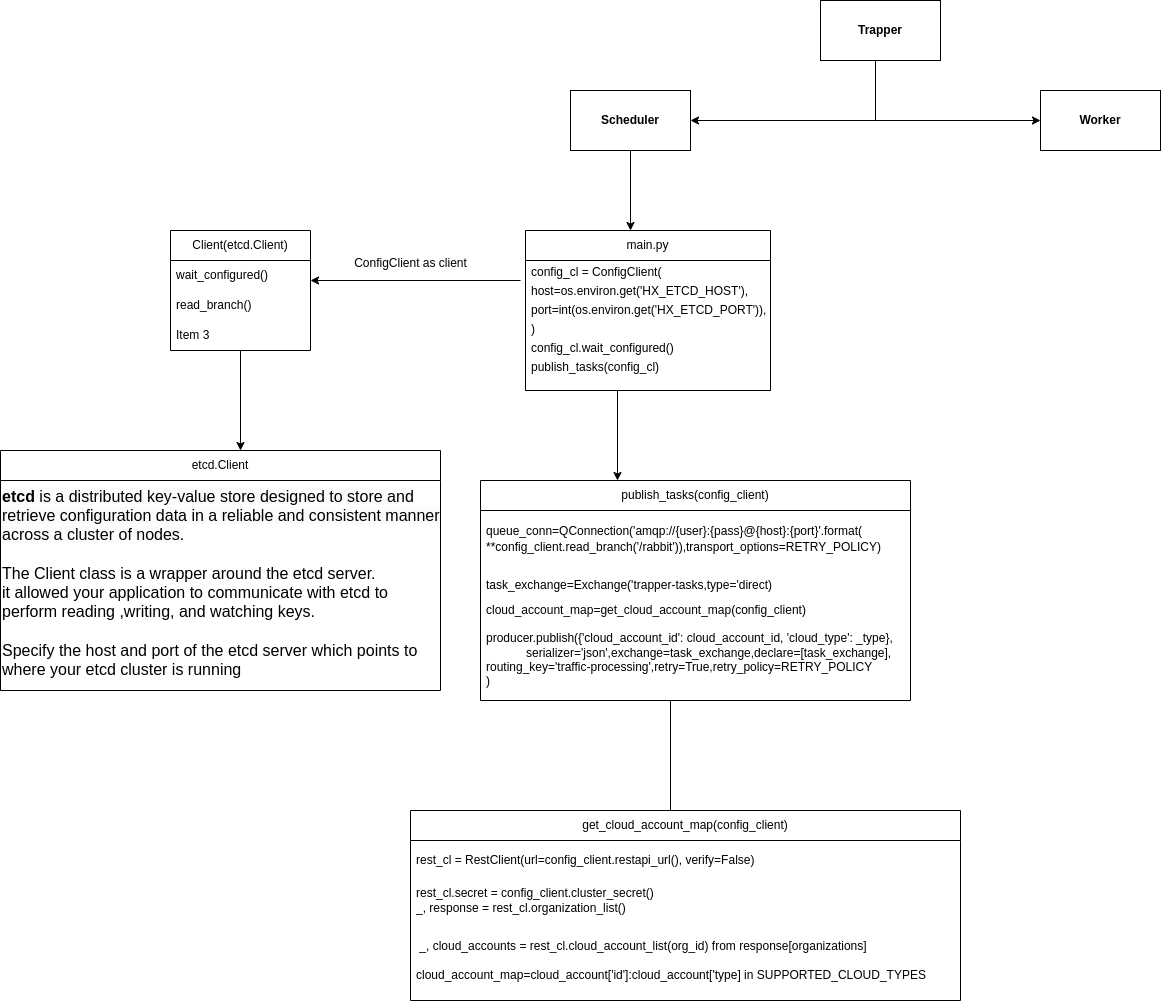 Trapper
Scheduler
Worker
Client(etcd.Client)
wait_configured()
read_branch()
Item 3
ConfigClient as client
main.py
config_cl = ConfigClient(
host=os.environ.get('HX_ETCD_HOST'),
port=int(os.environ.get('HX_ETCD_PORT')),
)
config_cl.wait_configured()
publish_tasks(config_cl)
etcd.Client
etcd is a distributed key-value store designed to store and
retrieve configuration data in a reliable and consistent manner
across a cluster of nodes.
The Client class is a wrapper around the etcd server.
it allowed your application to communicate with etcd to
perform reading ,writing, and watching keys.
Specify the host and port of the etcd server which points to
where your etcd cluster is running
publish_tasks(config_client)
queue_conn=QConnection('amqp://{user}:{pass}@{host}:{port}'.format(
**config_client.read_branch('/rabbit')),transport_options=RETRY_POLICY)
task_exchange=Exchange('trapper-tasks,type='direct)
cloud_account_map=get_cloud_account_map(config_client)
producer.publish({'cloud_account_id': cloud_account_id, 'cloud_type': _type},
serializer='json',exchange=task_exchange,declare=[task_exchange],
routing_key='traffic-processing',retry=True,retry_policy=RETRY_POLICY
)
get_cloud_account_map(config_client)
rest_cl = RestClient(url=config_client.restapi_url(), verify=False)
rest_cl.secret = config_client.cluster_secret()
_, response = rest_cl.organization_list()
_, cloud_accounts = rest_cl.cloud_account_list(org_id) from response[organizations]
cloud_account_map=cloud_account['id']:cloud_account['type] in SUPPORTED_CLOUD_TYPES